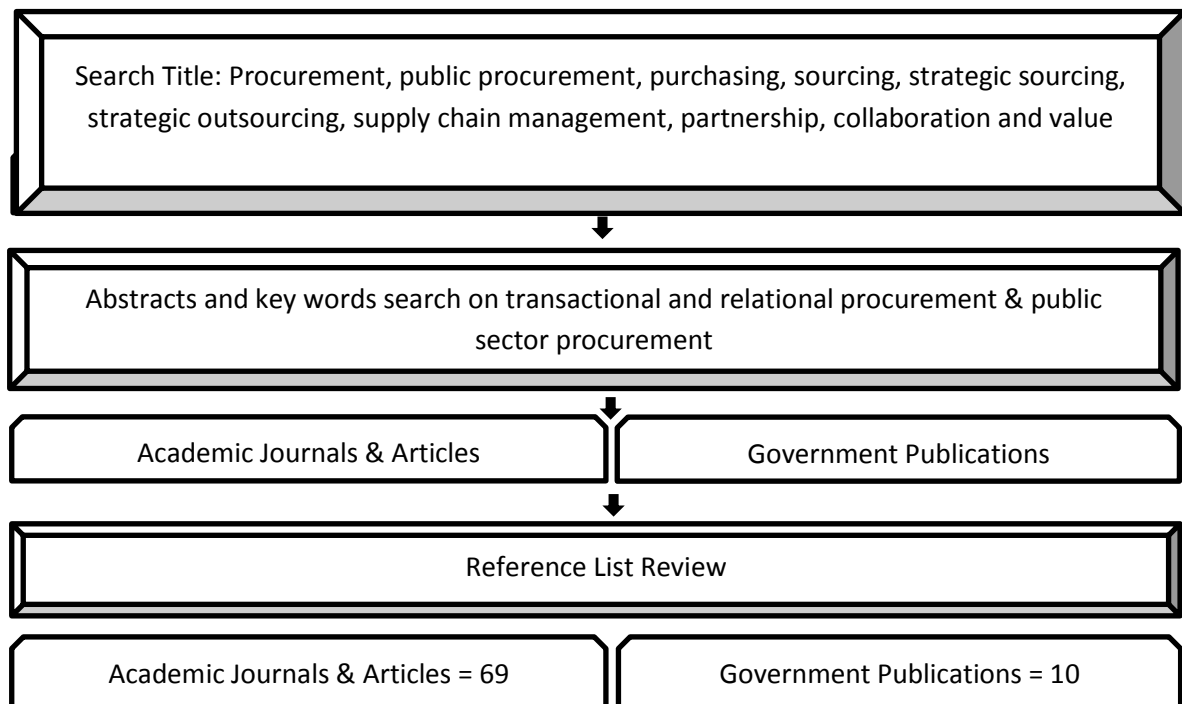 Search Title: Procurement, public procurement, purchasing, sourcing, strategic sourcing,
strategic outsourcing, supply chain management, partnership, collaboration and value
Abstracts and key words search on transactional and relational procurement & public
sector procurement
Academic Journals & Articles
Government Publications
Reference List Review
Academic Journals & Articles = 69
Government Publications = 10